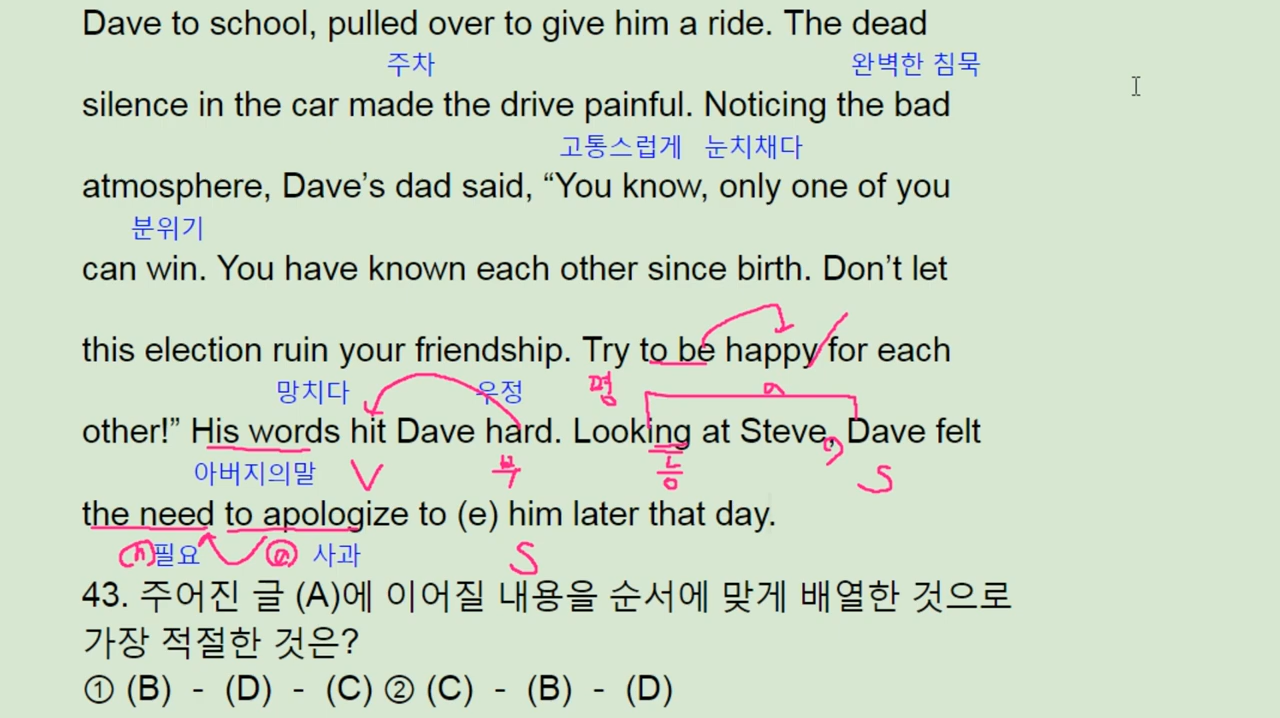 Dave to school, pulled over to give him a ride. The dead
주차 완벽한 침묵
silence in the car made the drive painful. Noticing the bad
고통스럽게 눈치채다
atmosphere, Dave's dad said, “You know, only one of you
분위기
can win. You have known each other since birth. Don't let
this election ruin your friendship. Try to be happy for each
망치다 우정 명 a
other!” His words hit Dave hard. Looking at Steve, Dave felt
아버지의말 V 부 능 S
the need to apologize to (e) him later that day.
n 필요 a 사과 S
43. 주어진 글 (A)에 이어질 내용을 순서에 맞게 배열한 것으로
가장 적절한 것은?
① (B) - (D) - (C) ② (C) - (B) - (D)